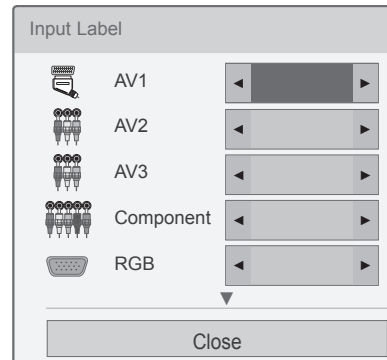 Input Label
AV1
AV2
AV3
Component
RGB
Close